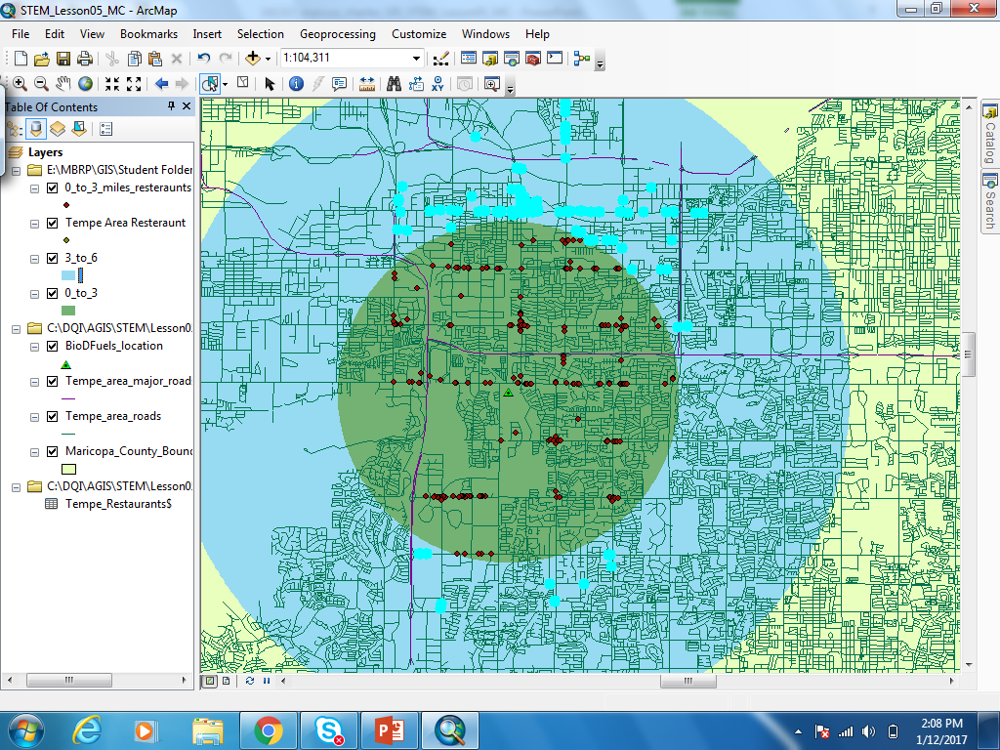 STEM_Lesson05_MC - ArcMap
File Edit View Bookmarks Insert Selection Geoprocessing Customize Windows Help
1:104,311
Table Of Contents
Layers
E:\MBRP\GIS\Student Folder
0_to_3_miles_resteraunts
Tempe Area Resteraunt
3_to_6
0_to_3
C:\DQI\AGIS\STEM\Lesson0
BioDFuels_location
Tempe_area_major_road
Tempe_area_roads
Maricopa_County_Boun
C:\DQI\AGIS\STEM\Lesson0
Tempe_Restaurants$
Catalog
Search
2:08 PM
1/12/2017